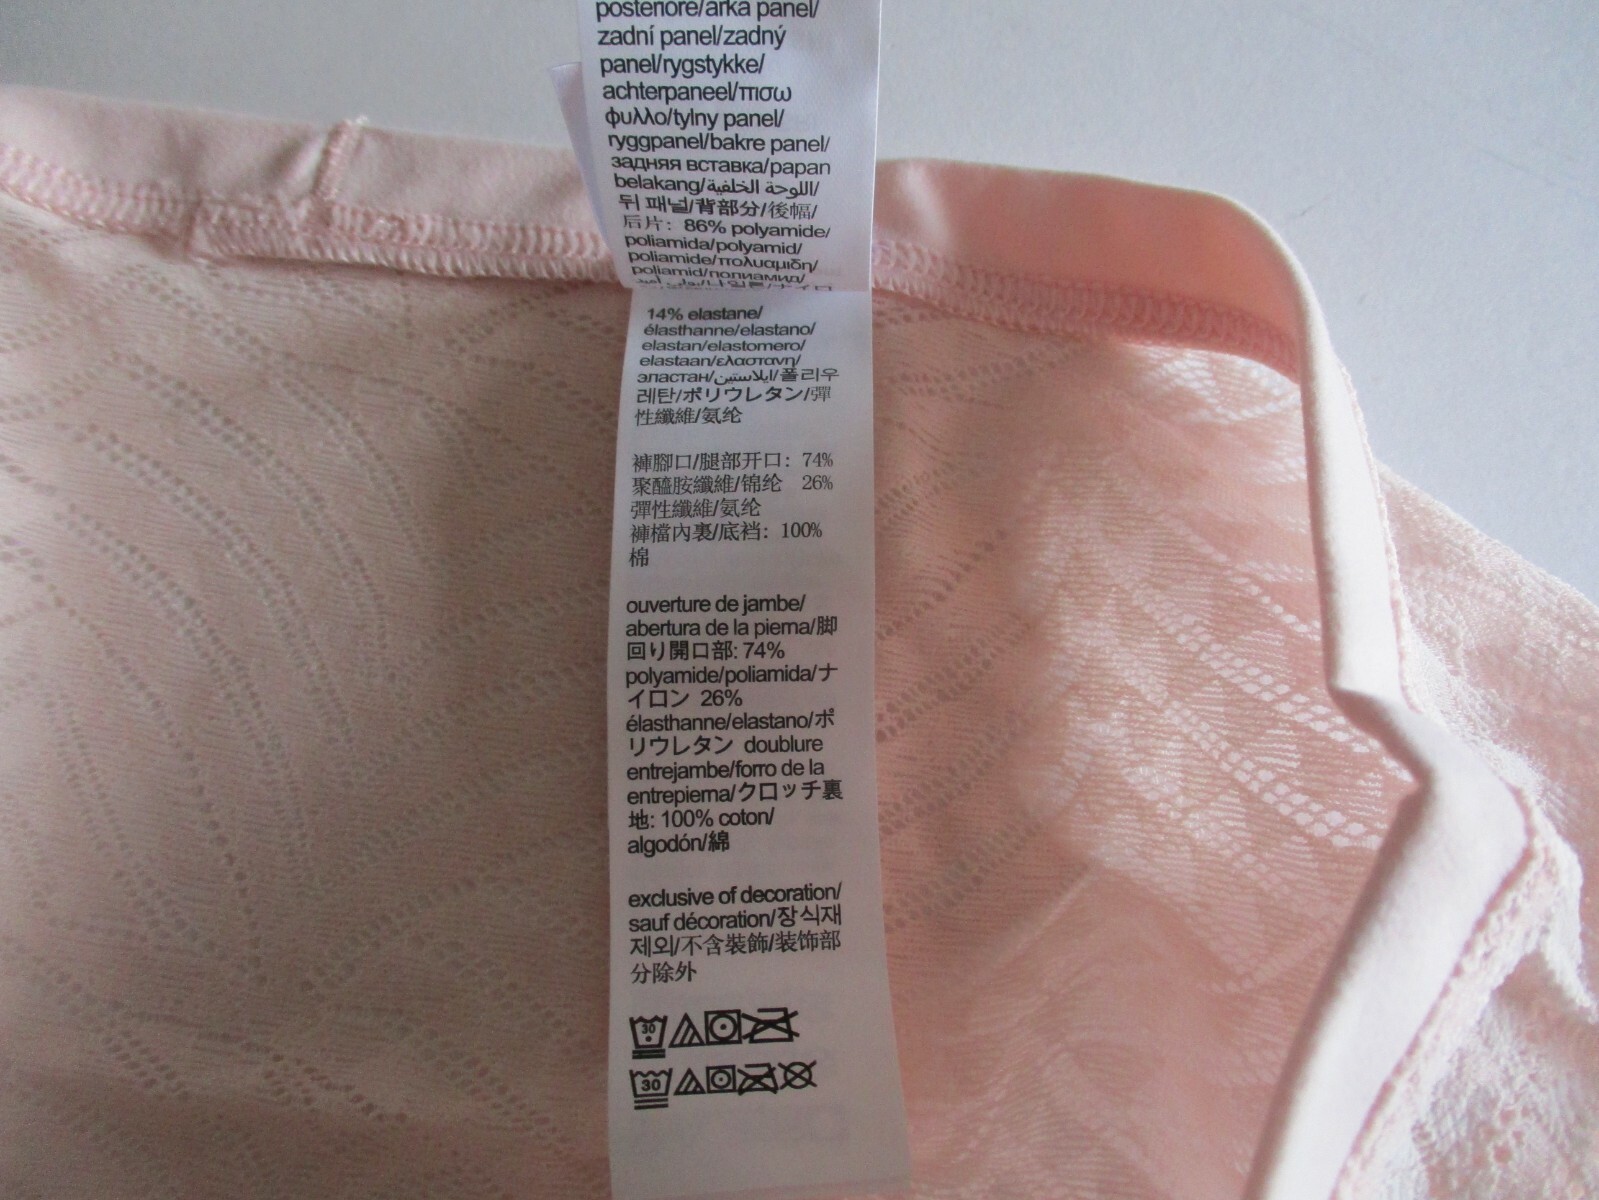 posteriore/arka panel/
zadní panel/zadný
panel/rygstykke/
achterpaneel/πισω
φυλλο/tylny panel/
ryggpanel/bakre panel/
задняя вставка/papan
belakang/اللوحة الخلفية/
뒤 패널/背部分/後幅/
后片: 86% polyamide/
poliamida/polyamid/
poliamide/πολυαμιδη/
poliamid/полиамид/
14% elastane/
élasthanne/elastano/
elastan/elastomero/
elastaan/ελαστανη/
эластан/ايلاستين/폴리우
레탄/ポリウレタン/彈
性纖維/氨纶
褲腳口/腿部开口: 74%
聚醯胺纖維/锦纶 26%
彈性纖維/氨纶
褲檔內裏/底裆: 100%
棉
ouverture de jambe/
abertura de la pierna/脚
回り開口部: 74%
polyamide/poliamida/ナ
イロン 26%
élasthanne/elastano/ポ
リウレタン doublure
entrejambe/forro de la
entrepierna/クロッチ裏
地: 100% coton/
algodón/綿
exclusive of decoration/
sauf décoration/장식재
제외/不含裝飾/装饰部
分除外
30
30